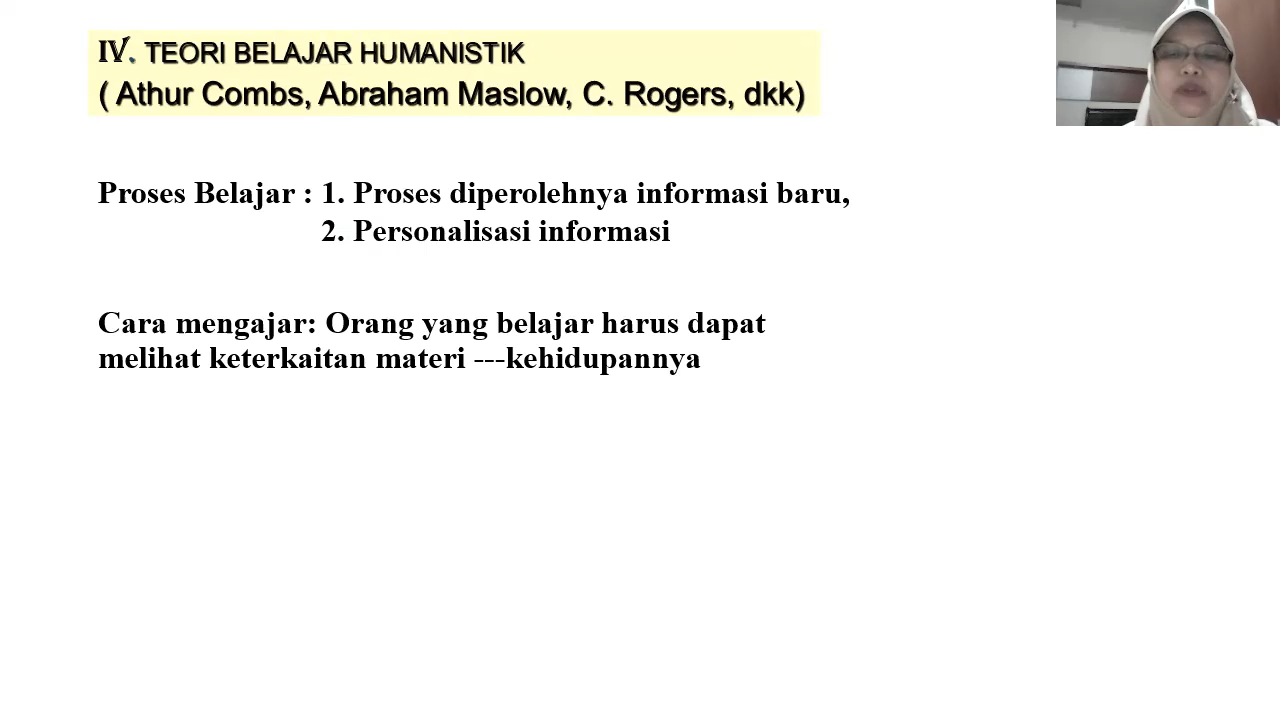 IV. TEORI BELAJAR HUMANISTIK
( Athur Combs, Abraham Maslow, C. Rogers, dkk)
Proses Belajar : 1. Proses diperolehnya informasi baru,
2. Personalisasi informasi
Cara mengajar: Orang yang belajar harus dapat
melihat keterkaitan materi ---kehidupannya